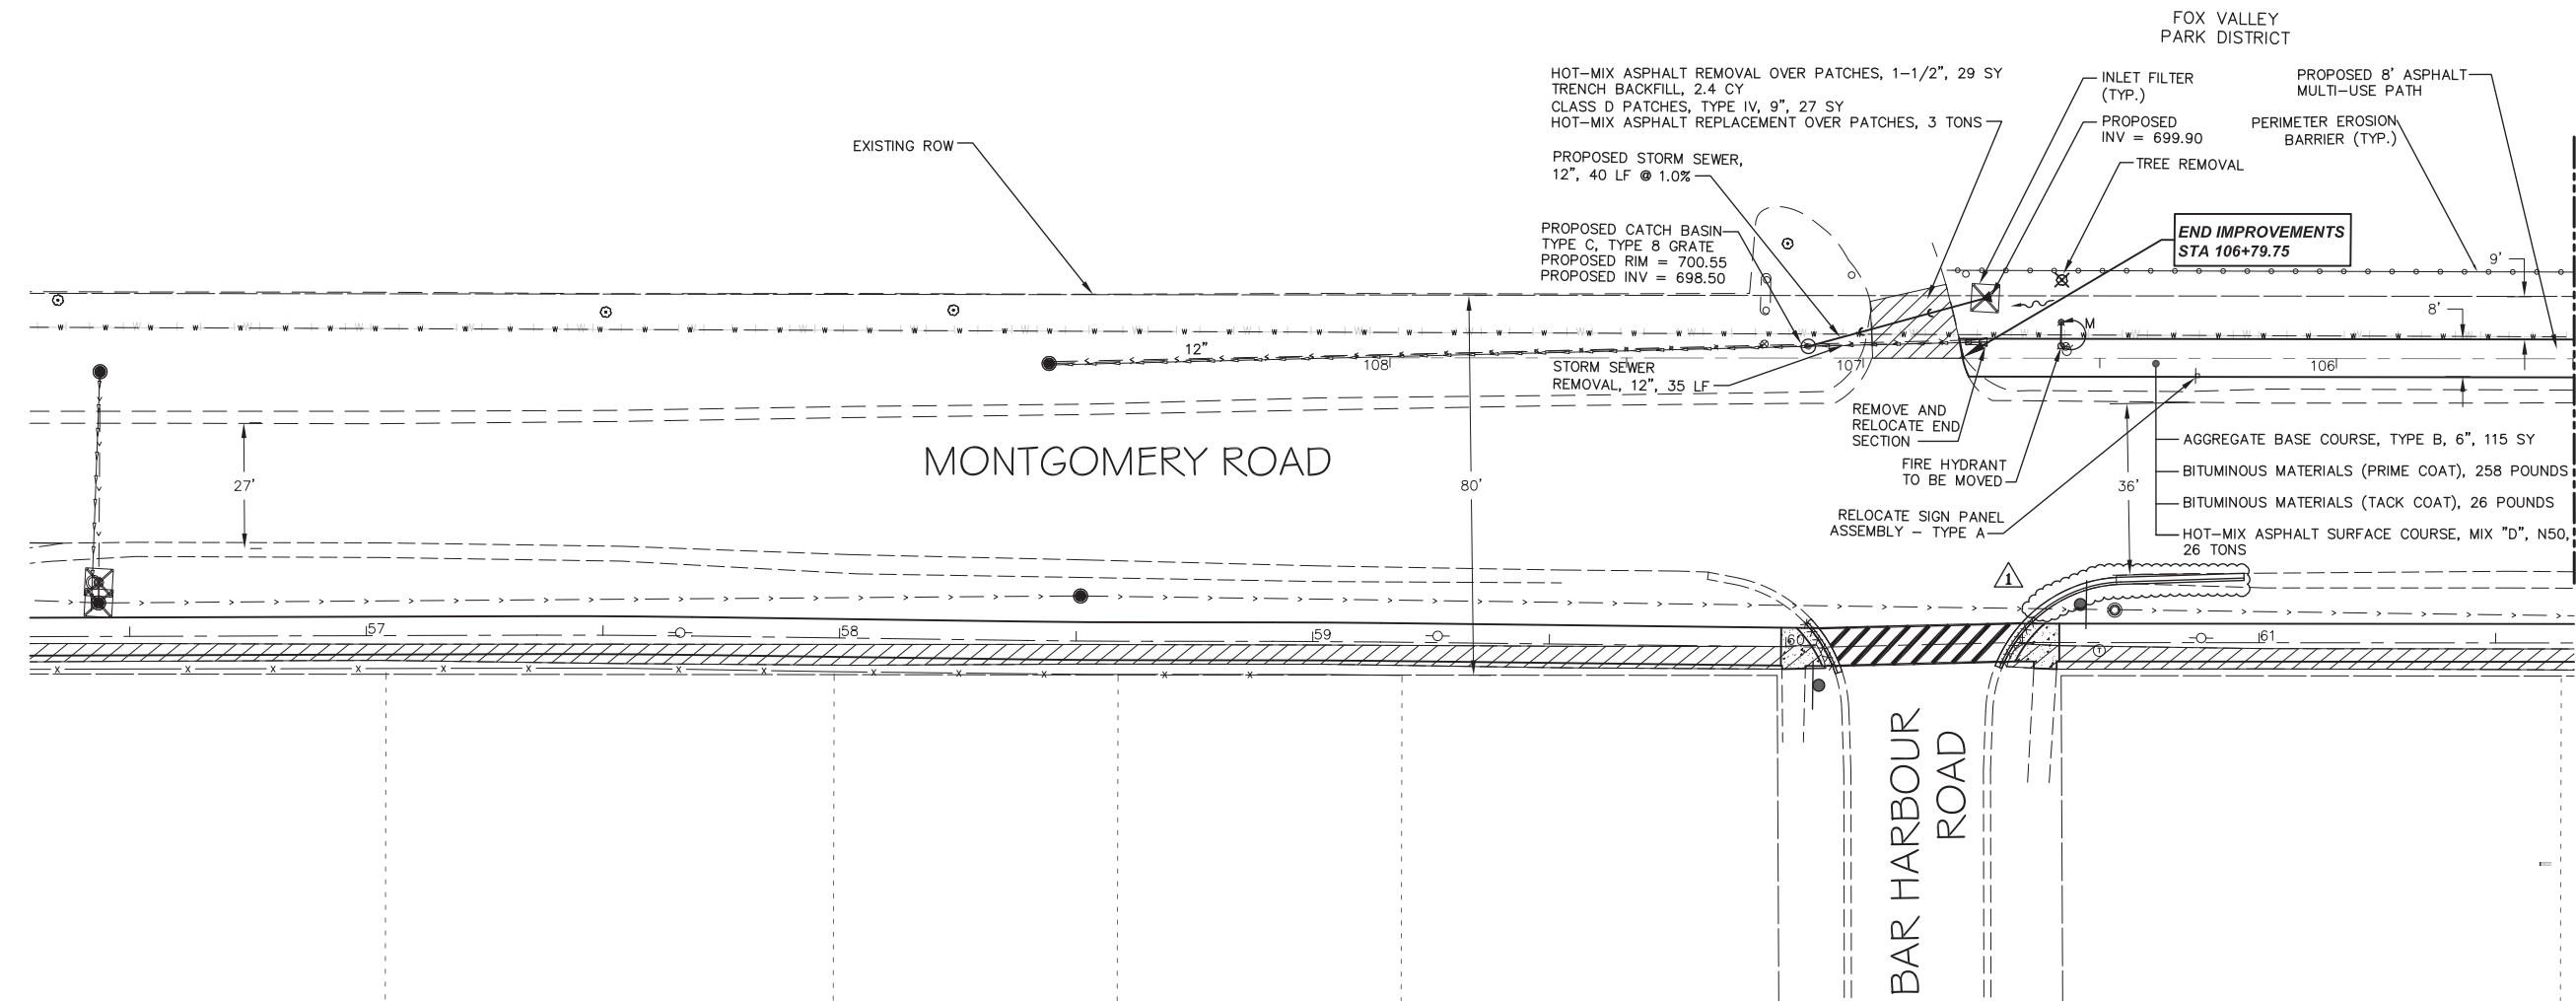 FOX VALLEY
PARK DISTRICT
HOT-MIX ASPHALT REMOVAL OVER PATCHES, 1-1/2", 29 SY
TRENCH BACKFILL, 2.4 CY
CLASS D PATCHES, TYPE IV, 9", 27 SY
HOT-MIX ASPHALT REPLACEMENT OVER PATCHES, 3 TONS
INLET FILTER
(TYP.)
PROPOSED 8' ASPHALT
MULTI-USE PATH
PROPOSED
INV = 699.90
PERIMETER EROSION
BARRIER (TYP.)
EXISTING ROW
PROPOSED STORM SEWER,
12", 40 LF @ 1.0%
TREE REMOVAL
PROPOSED CATCH BASIN
TYPE C, TYPE 8 GRATE
PROPOSED RIM = 700.55
PROPOSED INV = 698.50
END IMPROVEMENTS
STA 106+79.75
9'
8'
M
12"
108
107
106
STORM SEWER
REMOVAL, 12", 35 LF
REMOVE AND
RELOCATE END
SECTION
FIRE HYDRANT
TO BE MOVED
RELOCATE SIGN PANEL
ASSEMBLY - TYPE A
AGGREGATE BASE COURSE, TYPE B, 6", 115 SY
BITUMINOUS MATERIALS (PRIME COAT), 258 POUNDS
BITUMINOUS MATERIALS (TACK COAT), 26 POUNDS
HOT-MIX ASPHALT SURFACE COURSE, MIX "D", N50,
26 TONS
MONTGOMERY ROAD
27'
80'
36'
1
57
58
59
60
61
T
BAR HARBOUR
ROAD